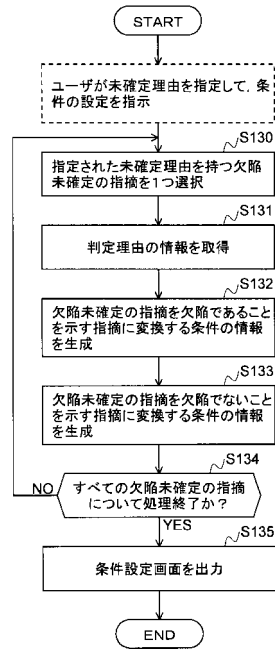 START
ユーザが未確定理由を指定して，条
件の設定を指示
S130
指定された未確定理由を持つ欠陥
未確定の指摘を1つ選択
S131
判定理由の情報を取得
S132
欠陥未確定の指摘を欠陥であること
を示す指摘に変換する条件の情報
を生成
S133
欠陥未確定の指摘を欠陥でないこと
を示す指摘に変換する条件の情報
を生成
S134
すべての欠陥未確定の指摘
について処理終了か？
NO
YES
S135
条件設定画面を出力
END